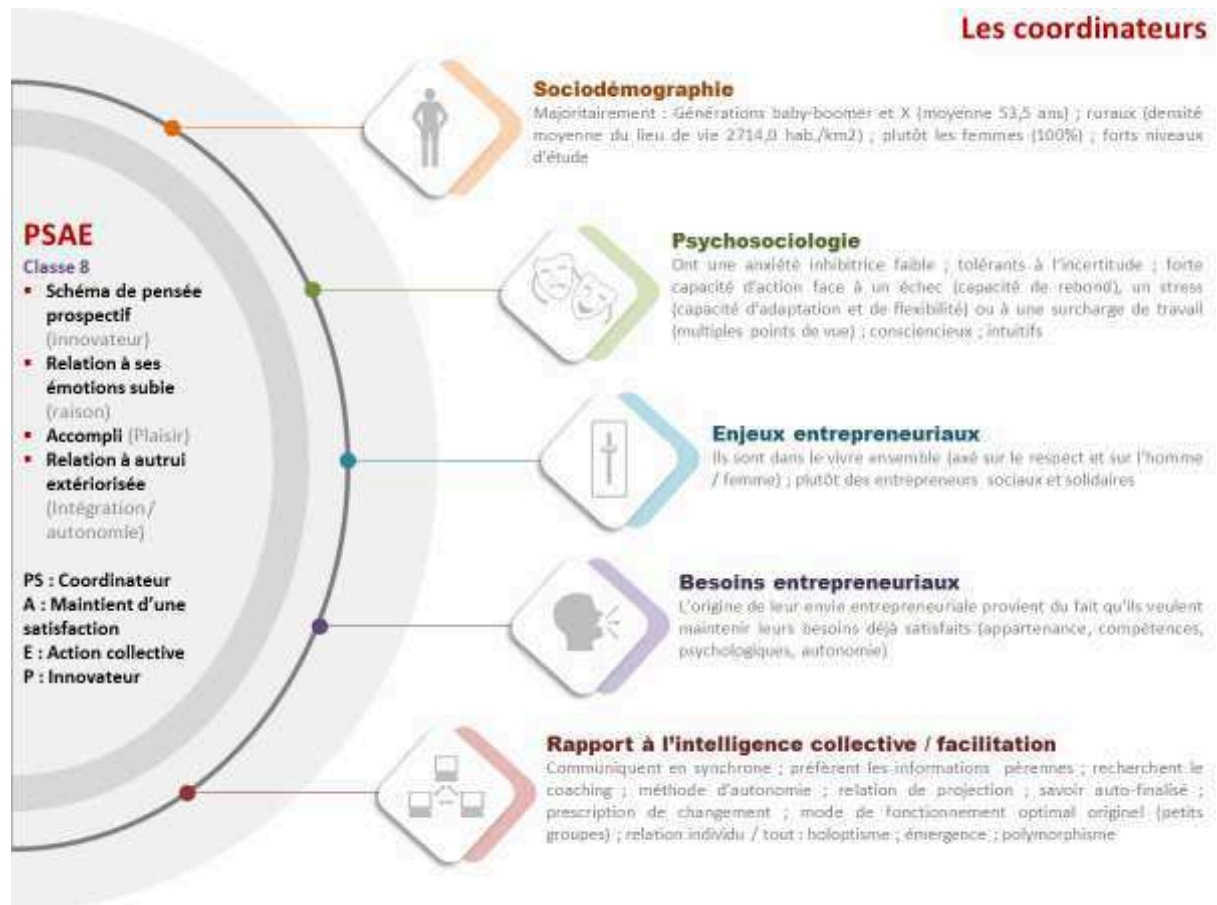 Les coordinateurs
Sociodémographie
Majoritairement : Générations baby-boomer et X (moyenne 53,5 ans) ; ruraux (densité
moyenne du lieu de vie 2714,0 hab./km2) ; plutôt les femmes (100%) ; forts niveaux
d'étude
PSAE
Classe 8
▪ Schéma de pensée
prospectif
(innovateur)
▪ Relation à ses
émotions subie
(raison)
▪ Accompli (Plaisir)
▪ Relation à autrui
extériorisée
(Intégration/
autonomie)
PS : Coordinateur
A : Maintient d'une
satisfaction
E : Action collective
P : Innovateur
Psychosociologie
Ont une anxiété inhibitrice faible ; tolérants à l'incertitude ; forte
capacité d'action face à un échec (capacité de rebond), un stress
(capacité d'adaptation et de flexibilité) ou à une surcharge de travail
(multiples points de vue) ; consciencieux ; intuitifs
Enjeux entrepreneuriaux
Ils sont dans le vivre ensemble (axé sur le respect et sur l'homme
/ femme) ; plutôt des entrepreneurs sociaux et solidaires
Besoins entrepreneuriaux
L'origine de leur envie entrepreneuriale provient du fait qu'ils veulent
maintenir leurs besoins déjà satisfaits (appartenance, compétences,
psychologiques, autonomie)
Rapport à l'intelligence collective / facilitation
Communiquent en synchrone ; préfèrent les informations pérennes ; recherchent le
coaching ; méthode d'autonomie ; relation de projection ; savoir auto-finalisé ;
prescription de changement ; mode de fonctionnement optimal originel (petits
groupes) ; relation individu / tout : holoptisme ; émergence ; polymorphisme